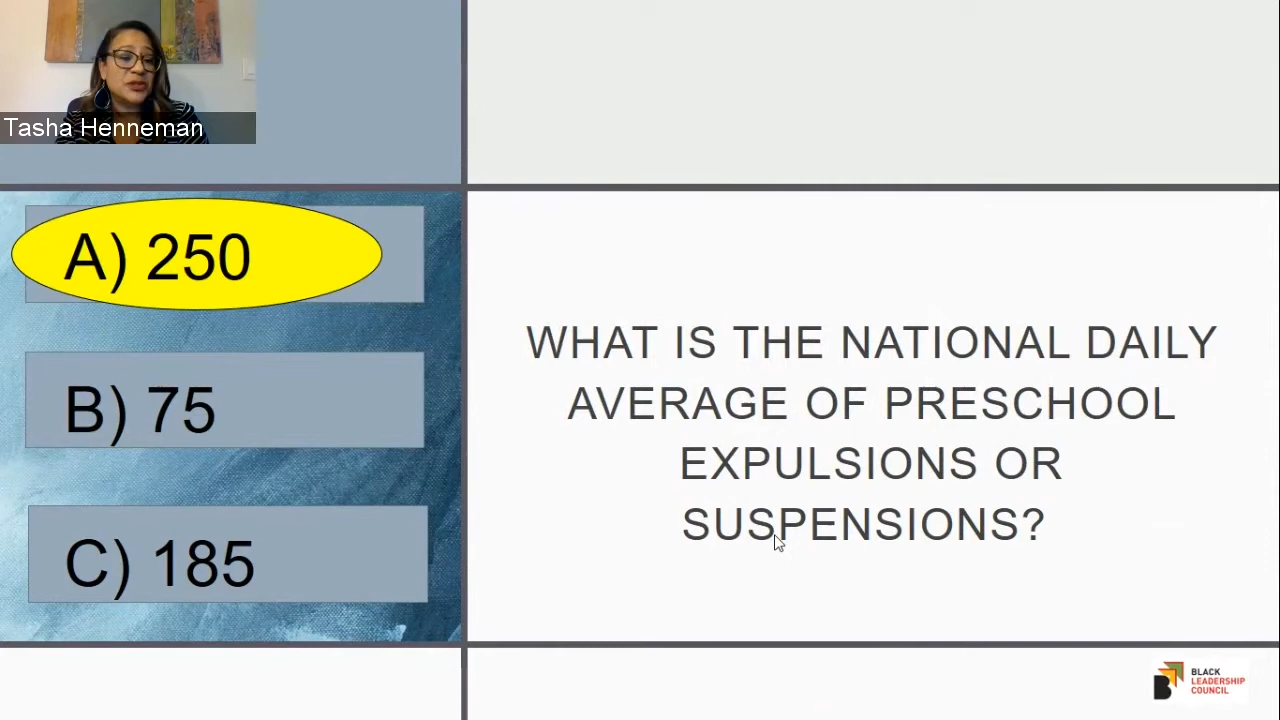 Tasha Henneman
A) 250
B) 75
C) 185
WHAT IS THE NATIONAL DAILY
AVERAGE OF PRESCHOOL
EXPULSIONS OR
SUSPENSIONS?
BLACK
LEADERSHIP
COUNCIL